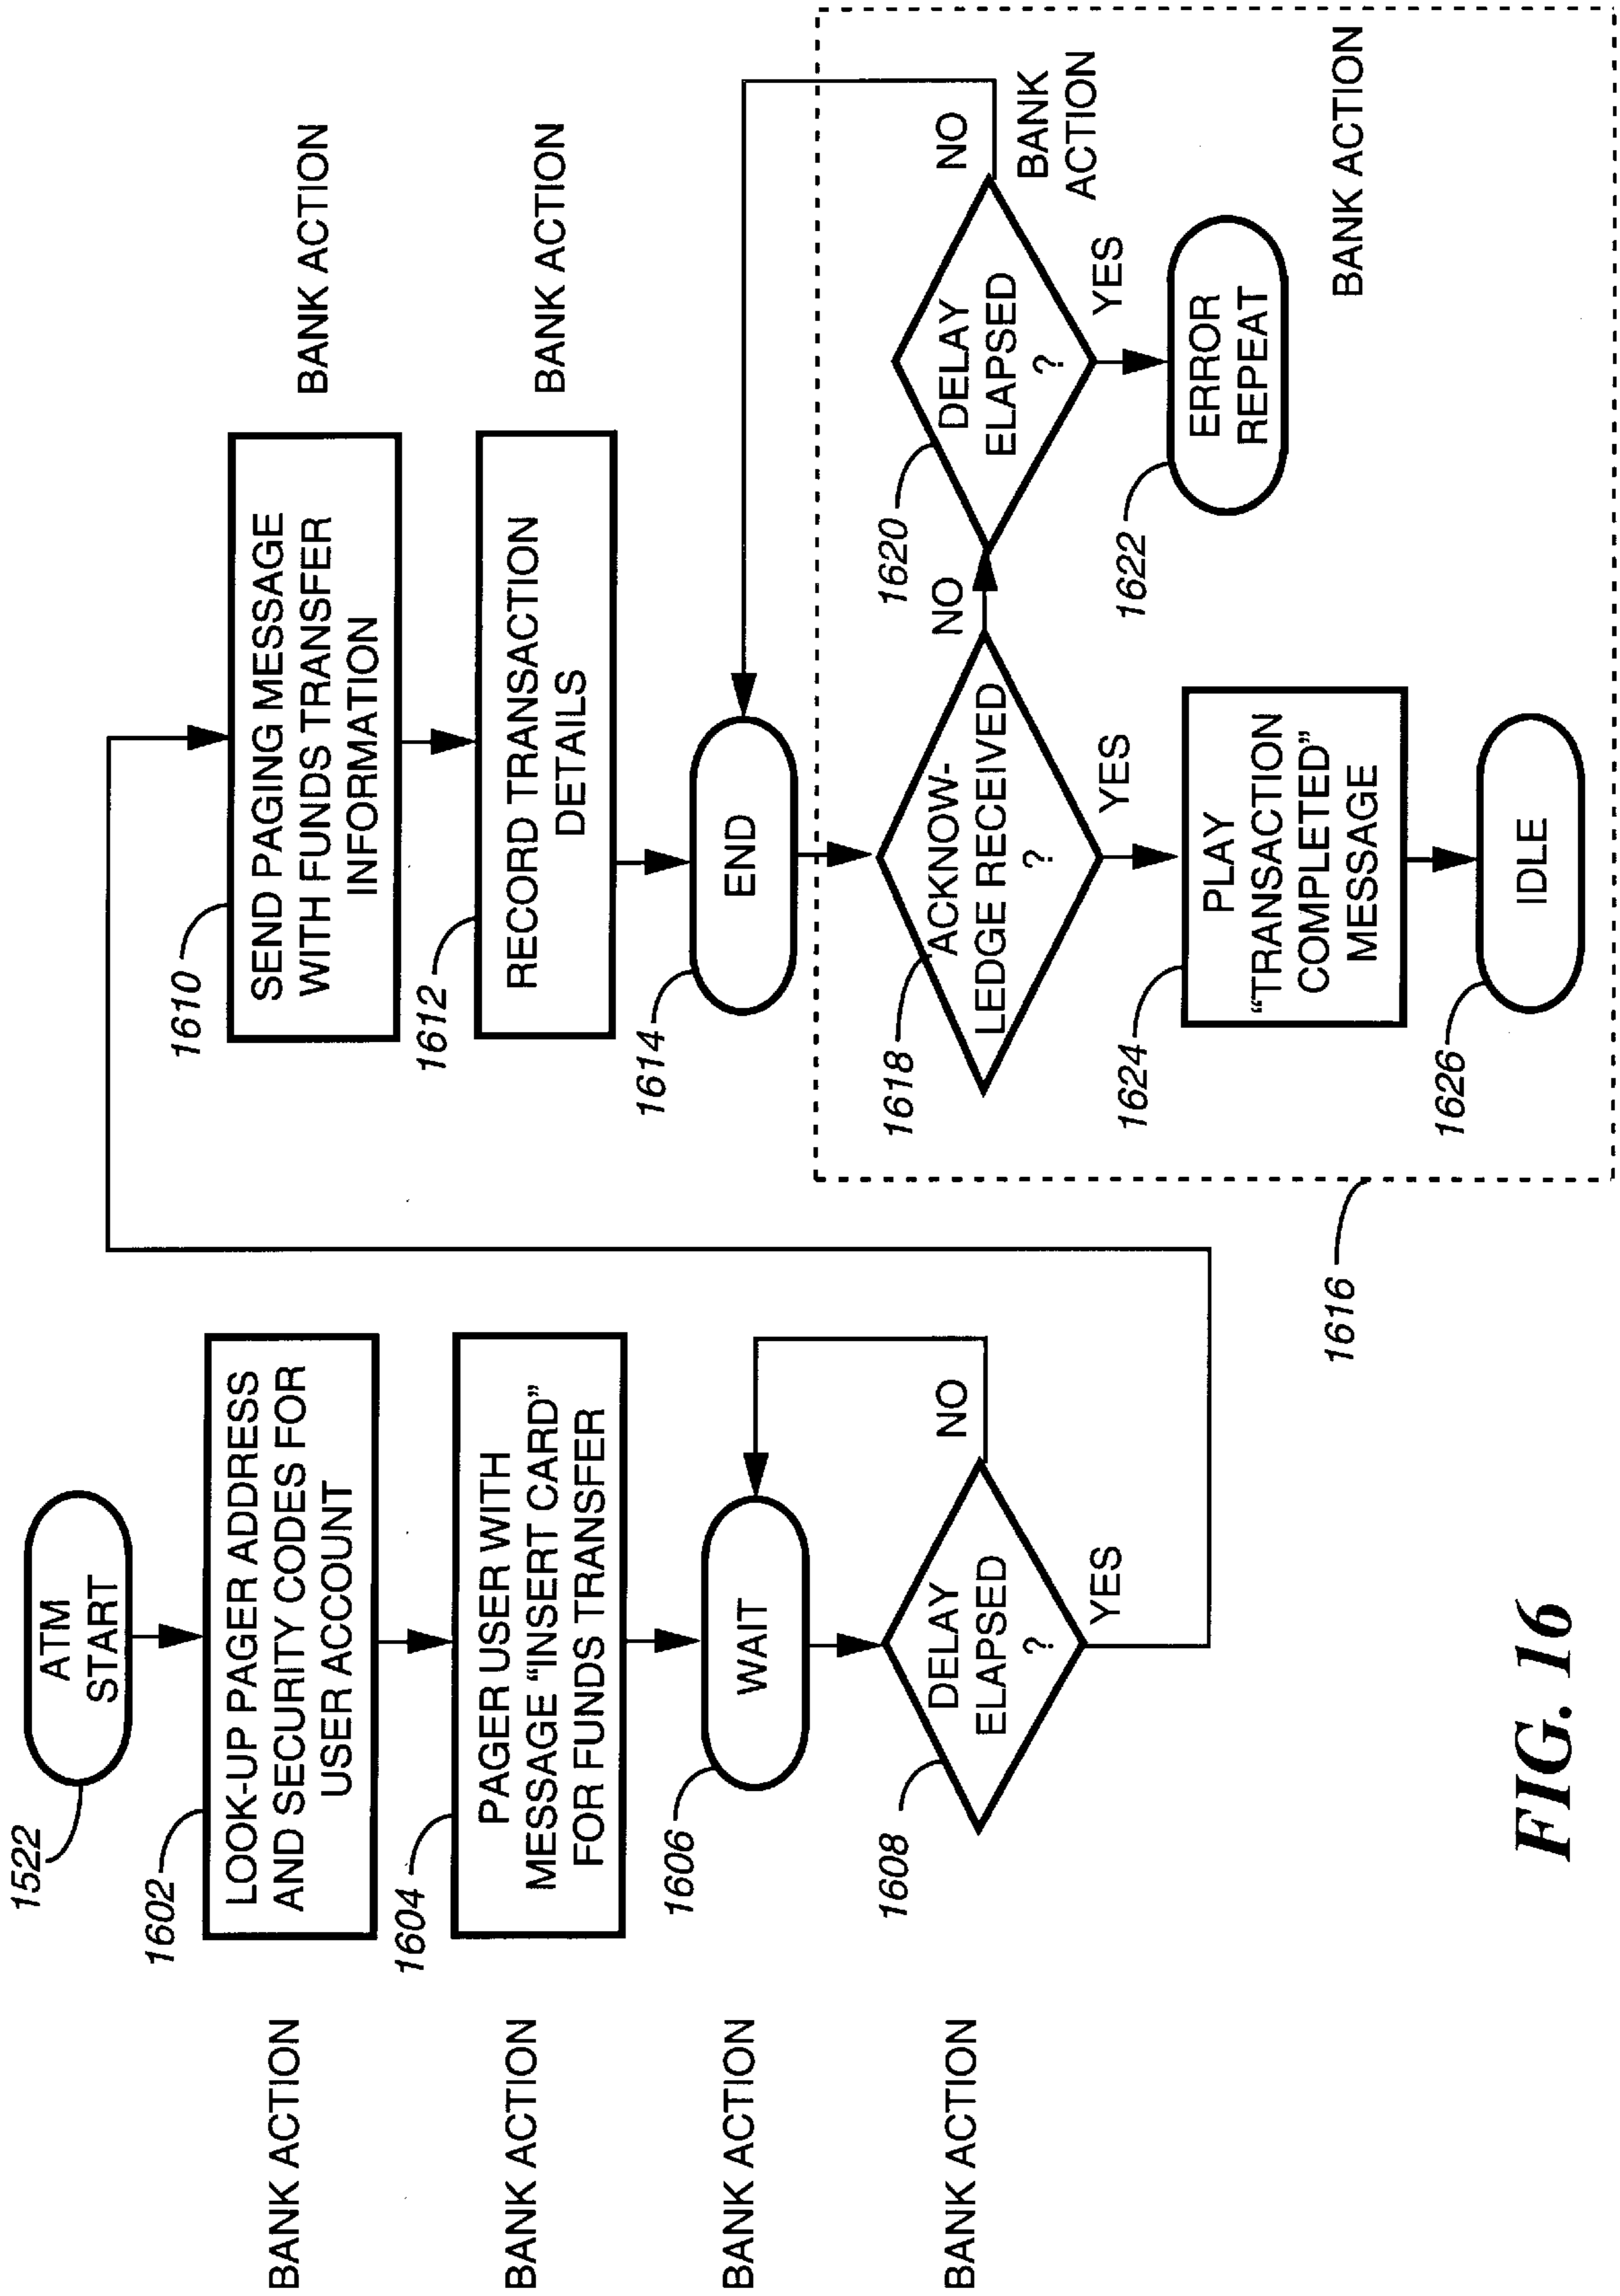 1522
ATM
START
BANK ACTION
1602
LOOK-UP PAGER ADDRESS
AND SECURITY CODES FOR
USER ACCOUNT
BANK ACTION
1604
PAGER USER WITH
MESSAGE “INSERT CARD”
FOR FUNDS TRANSFER
BANK ACTION
1606
WAIT
BANK ACTION
1608
DELAY
ELAPSED
?
NO
YES
1610
SEND PAGING MESSAGE
WITH FUNDS TRANSFER
INFORMATION
BANK ACTION
1612
RECORD TRANSACTION
DETAILS
BANK ACTION
1614
END
1616
1618
ACKNOW-
LEDGE RECEIVED
?
NO
YES
1620
DELAY
ELAPSED
?
NO
BANK
ACTION
YES
1622
ERROR
REPEAT
1624
PLAY
“TRANSACTION
COMPLETED”
MESSAGE
BANK ACTION
1626
IDLE
FIG. 16